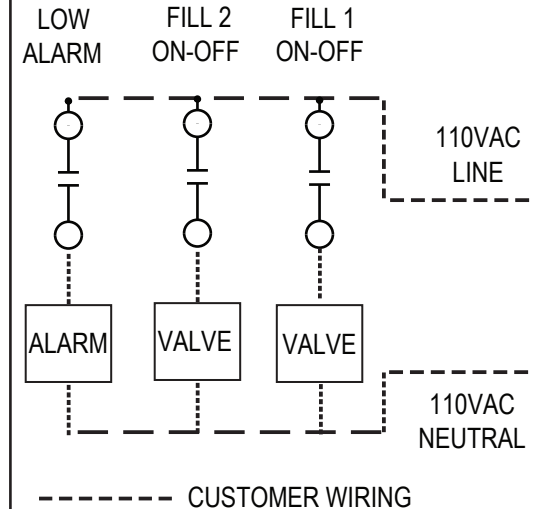 LOW
ALARM
FILL 2
ON-OFF
FILL 1
ON-OFF
110VAC
LINE
ALARM
VALVE
VALVE
110VAC
NEUTRAL
CUSTOMER WIRING